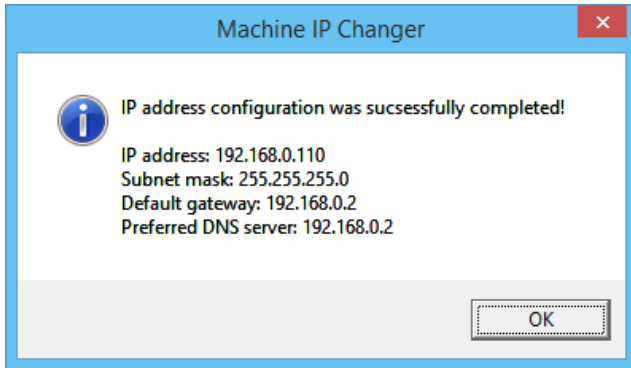 Machine IP Changer
IP address configuration was sucsessfully completed!
IP address: 192.168.0.110
Subnet mask: 255.255.255.0
Default gateway: 192.168.0.2
Preferred DNS server: 192.168.0.2
OK